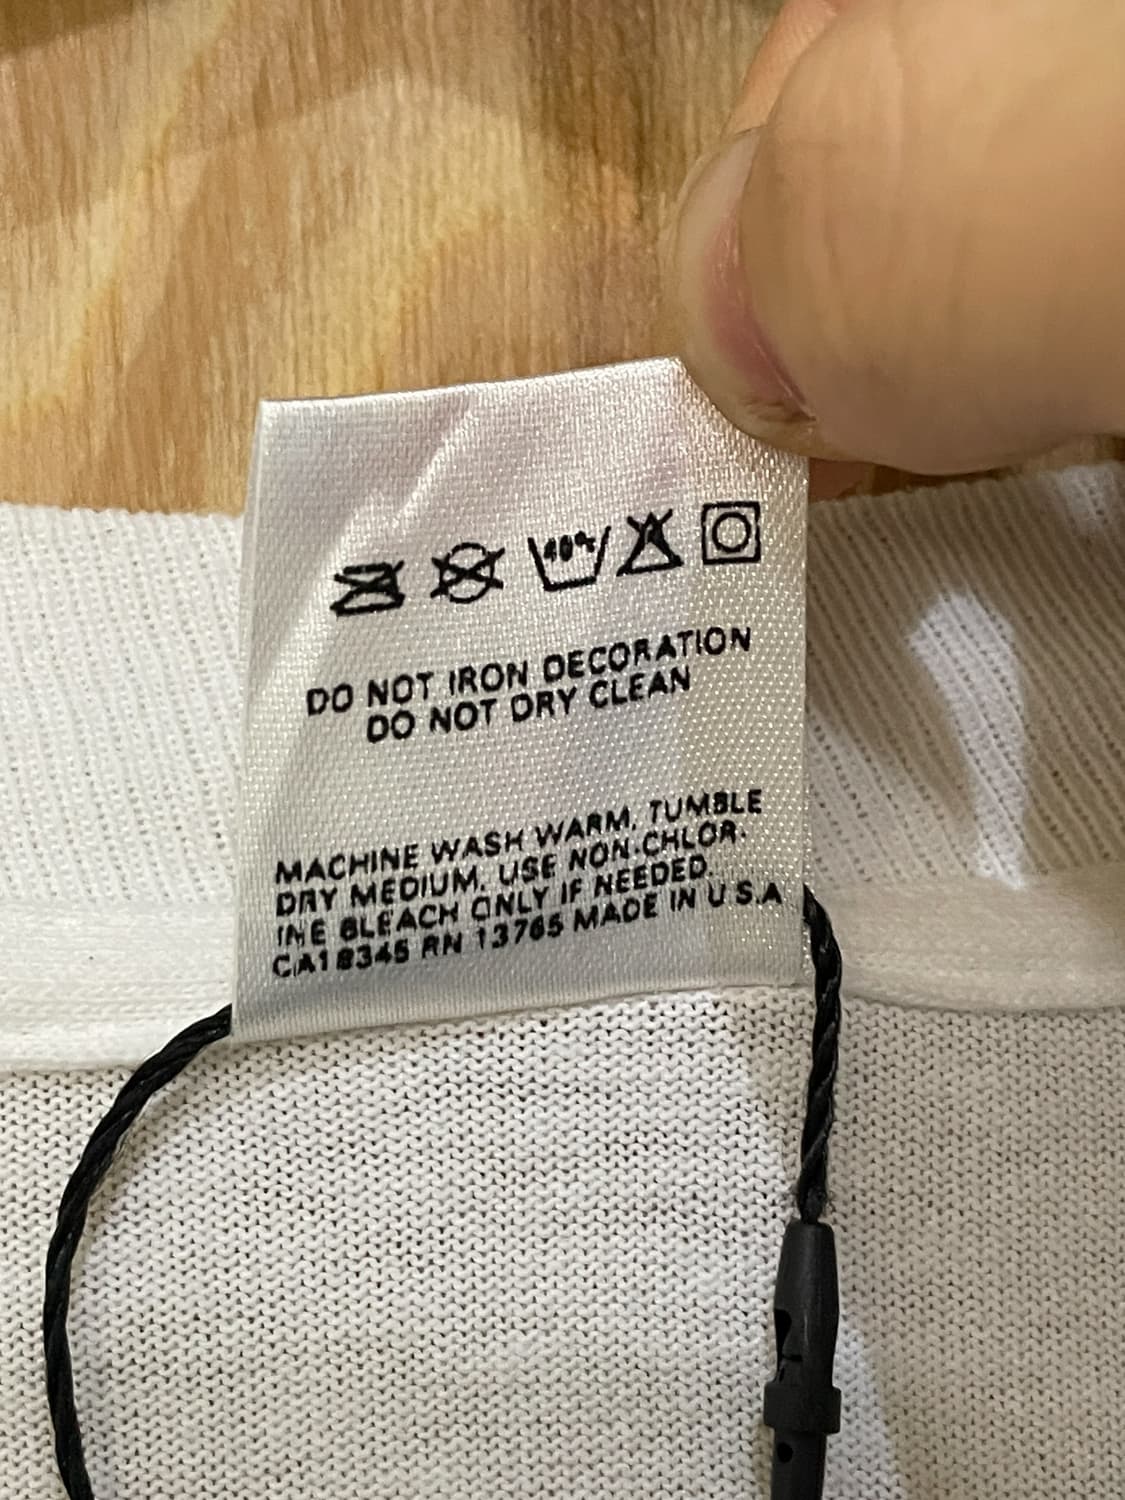 40°
DO NOT IRON DECORATION
DO NOT DRY CLEAN
MACHINE WASH WARM, TUMBLE
DRY MEDIUM. USE NON-CHLOR-
INE BLEACH ONLY IF NEEDED.
CA18345 RN 13765 MADE IN U.S.A